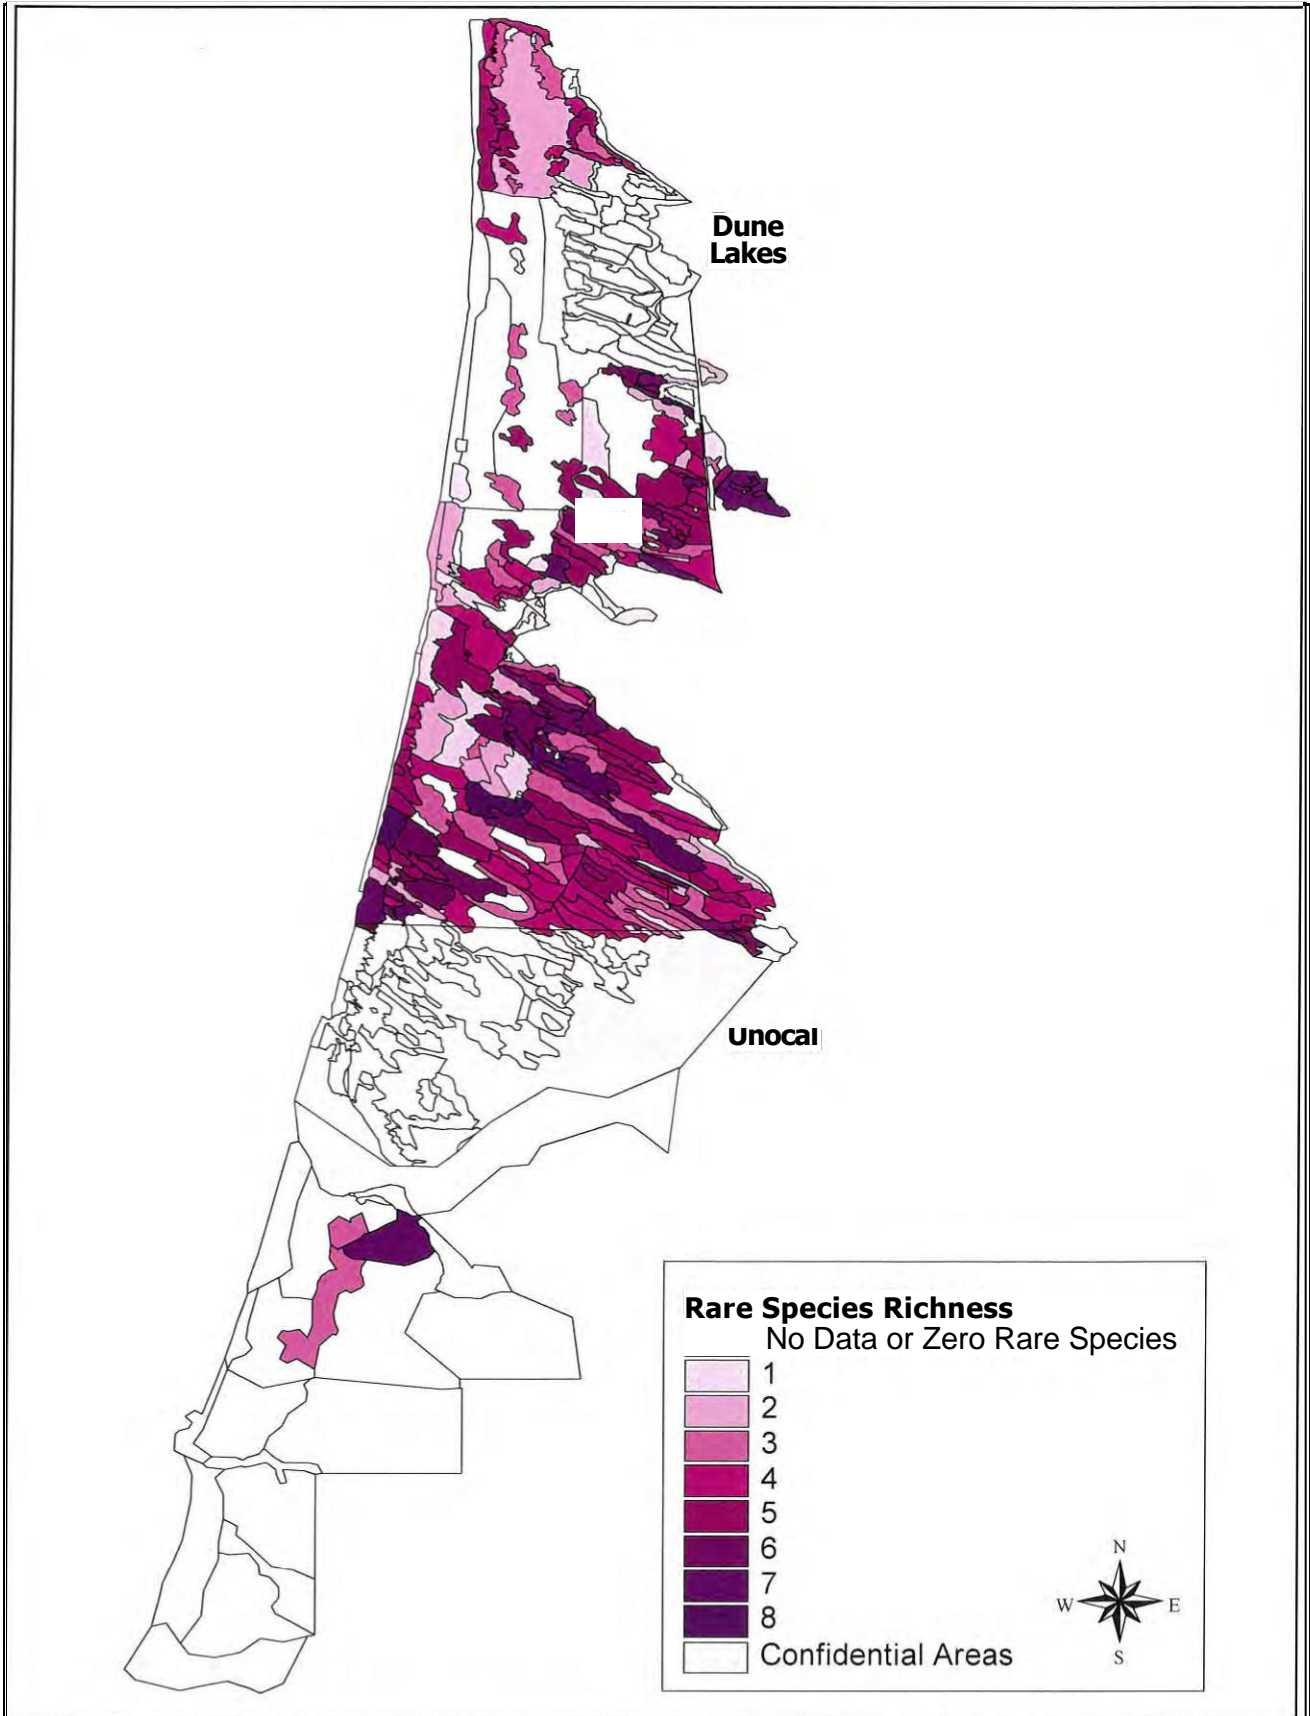 Dune
Lakes
Unocal
Rare Species Richness
No Data or Zero Rare Species
1
2
3
4
5
6
7
8
Confidential Areas
N
W E
S